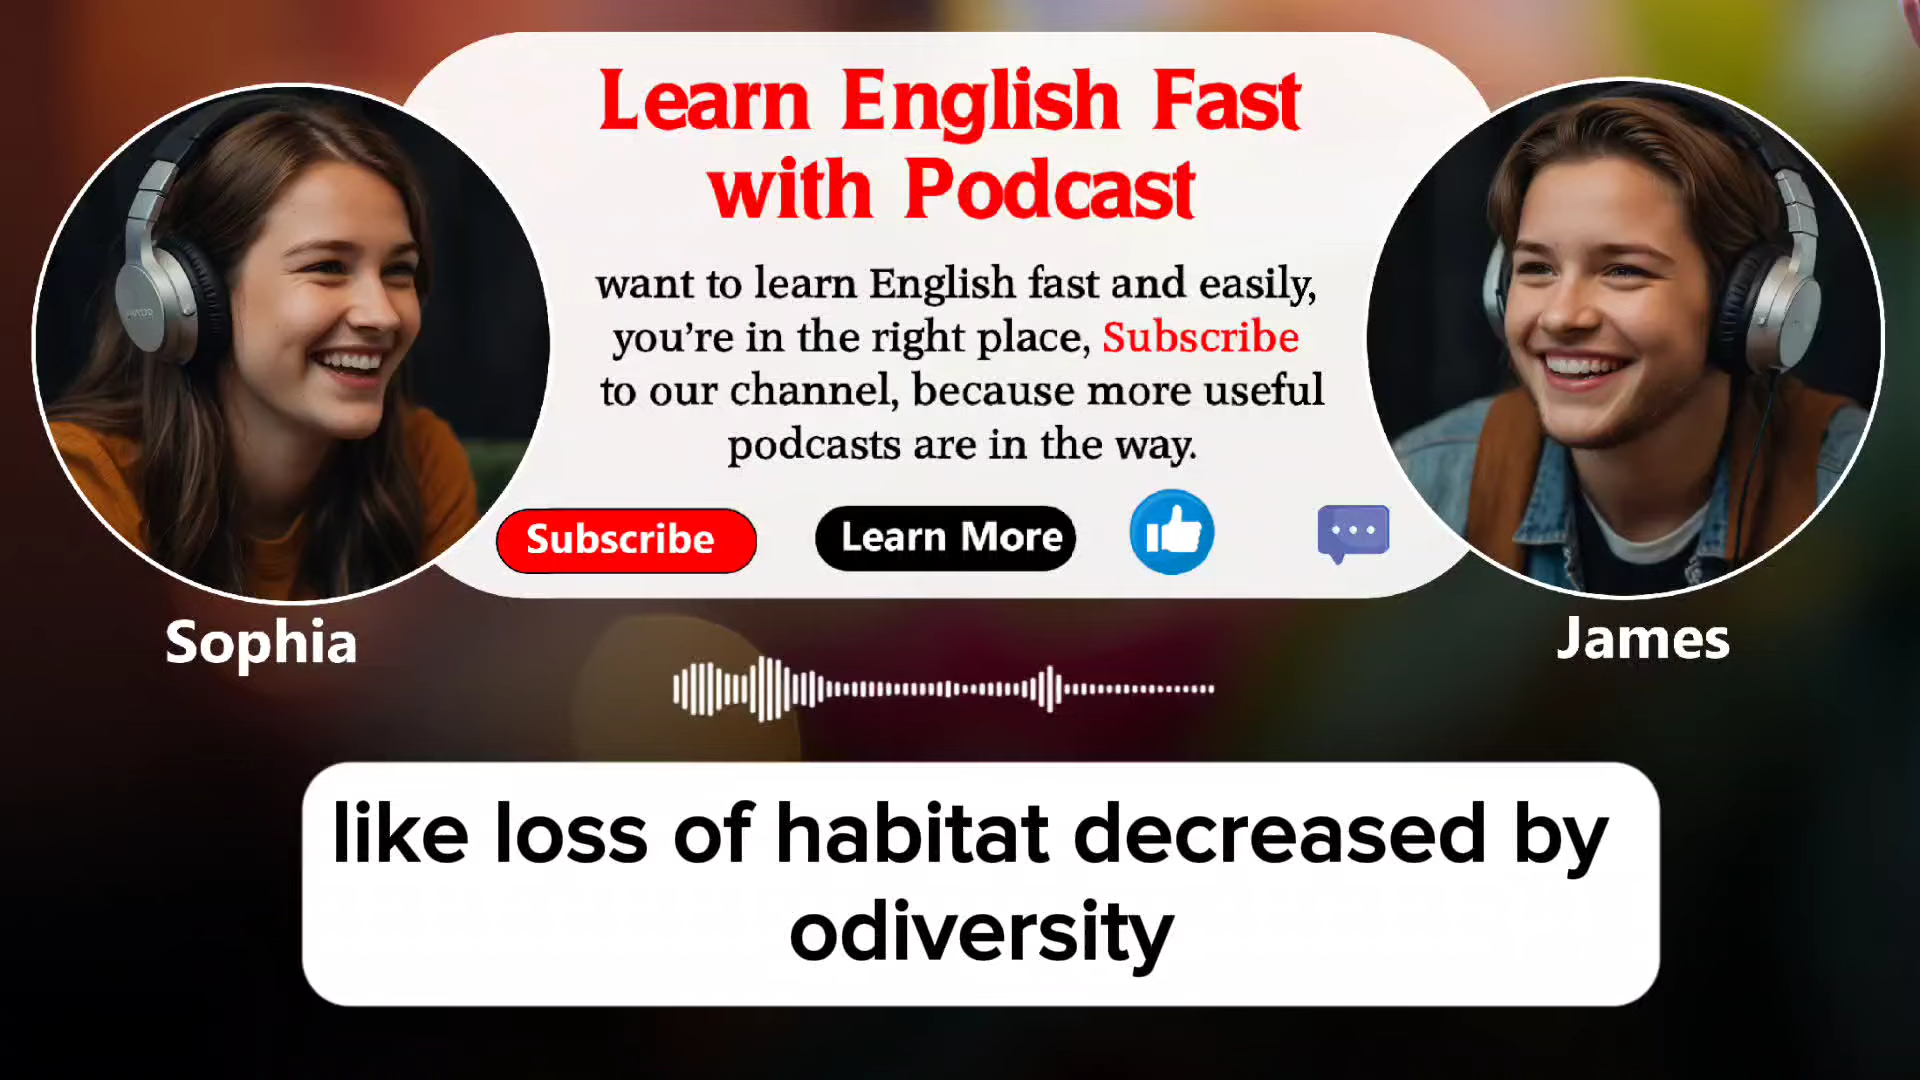 Learn English Fast
with Podcast
want to learn English fast and easily,
you're in the right place, Subscribe
to our channel, because more useful
podcasts are in the way.
Subscribe
Learn More
Sophia
James
like loss of habitat decreased by
odiversity